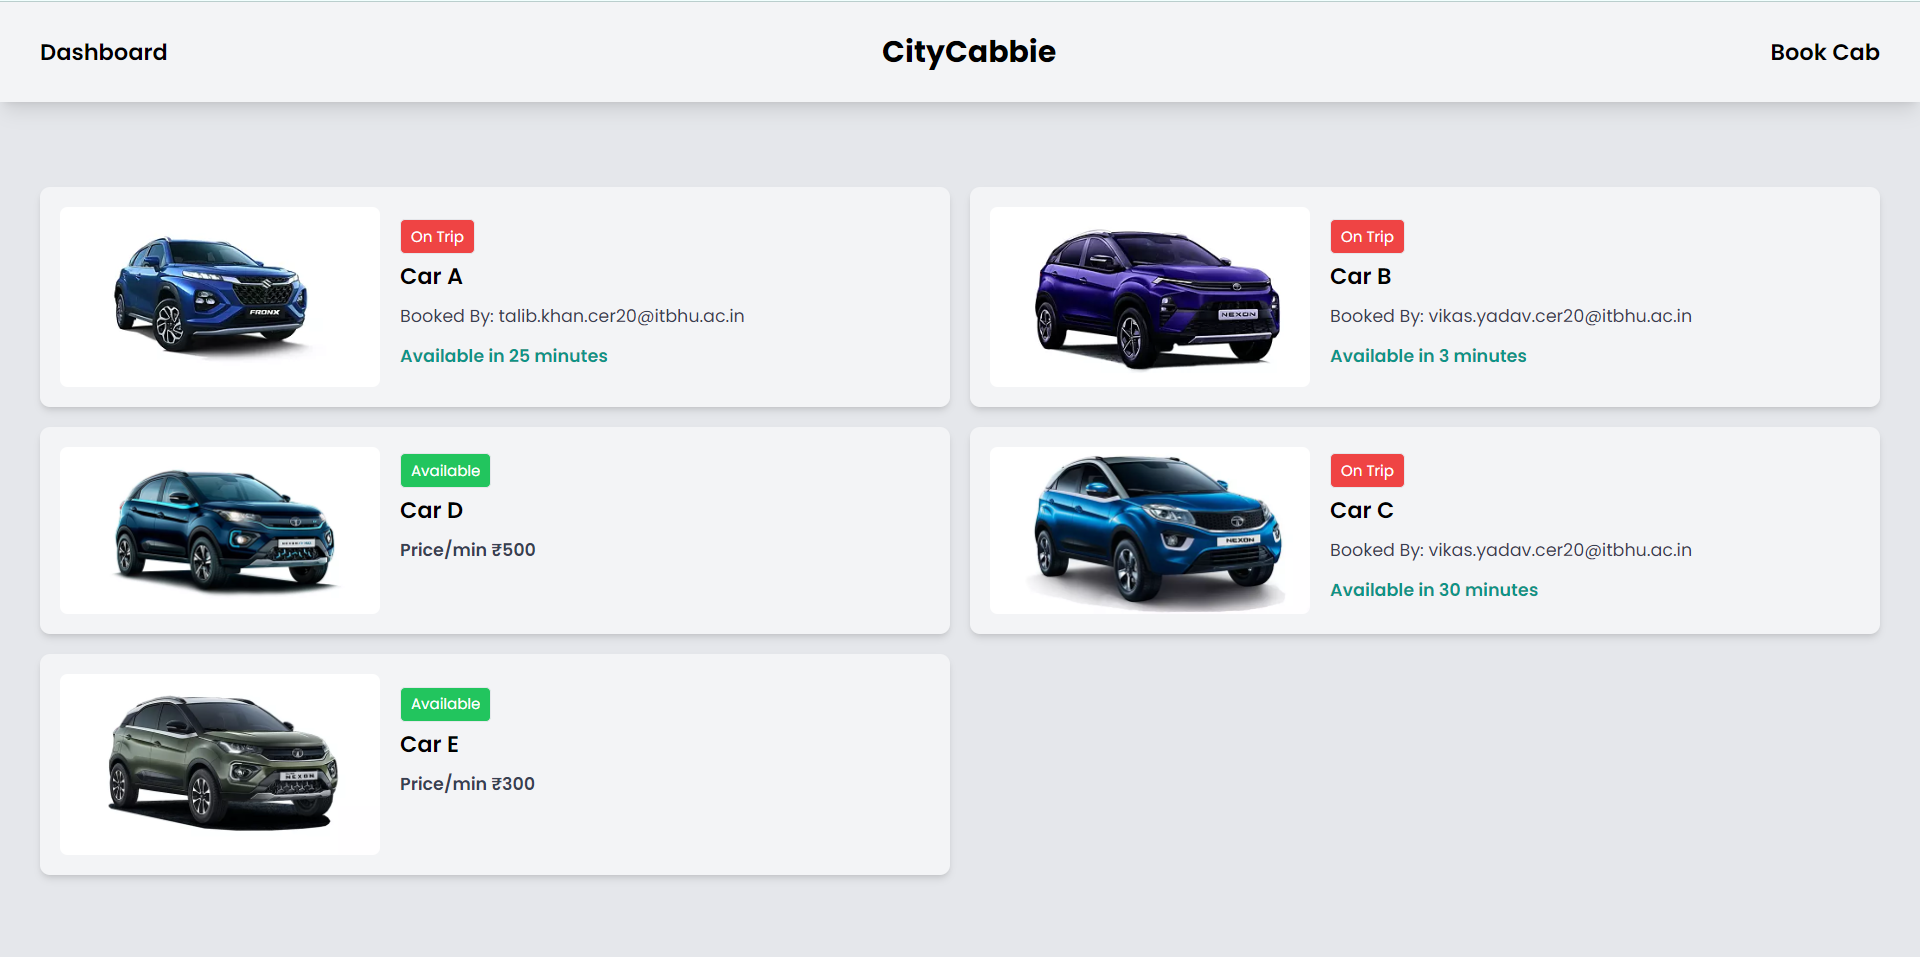 Dashboard
CityCabbie
Book Cab
FRONX
On Trip
Car A
Booked By: talib.khan.cer20@itbhu.ac.in
Available in 25 minutes
NEXON
On Trip
Car B
Booked By: vikas.yadav.cer20@itbhu.ac.in
Available in 3 minutes
Available
Car D
Price/min ₹500
NEXON
On Trip
Car C
Booked By: vikas.yadav.cer20@itbhu.ac.in
Available in 30 minutes
NEXON
Available
Car E
Price/min ₹300